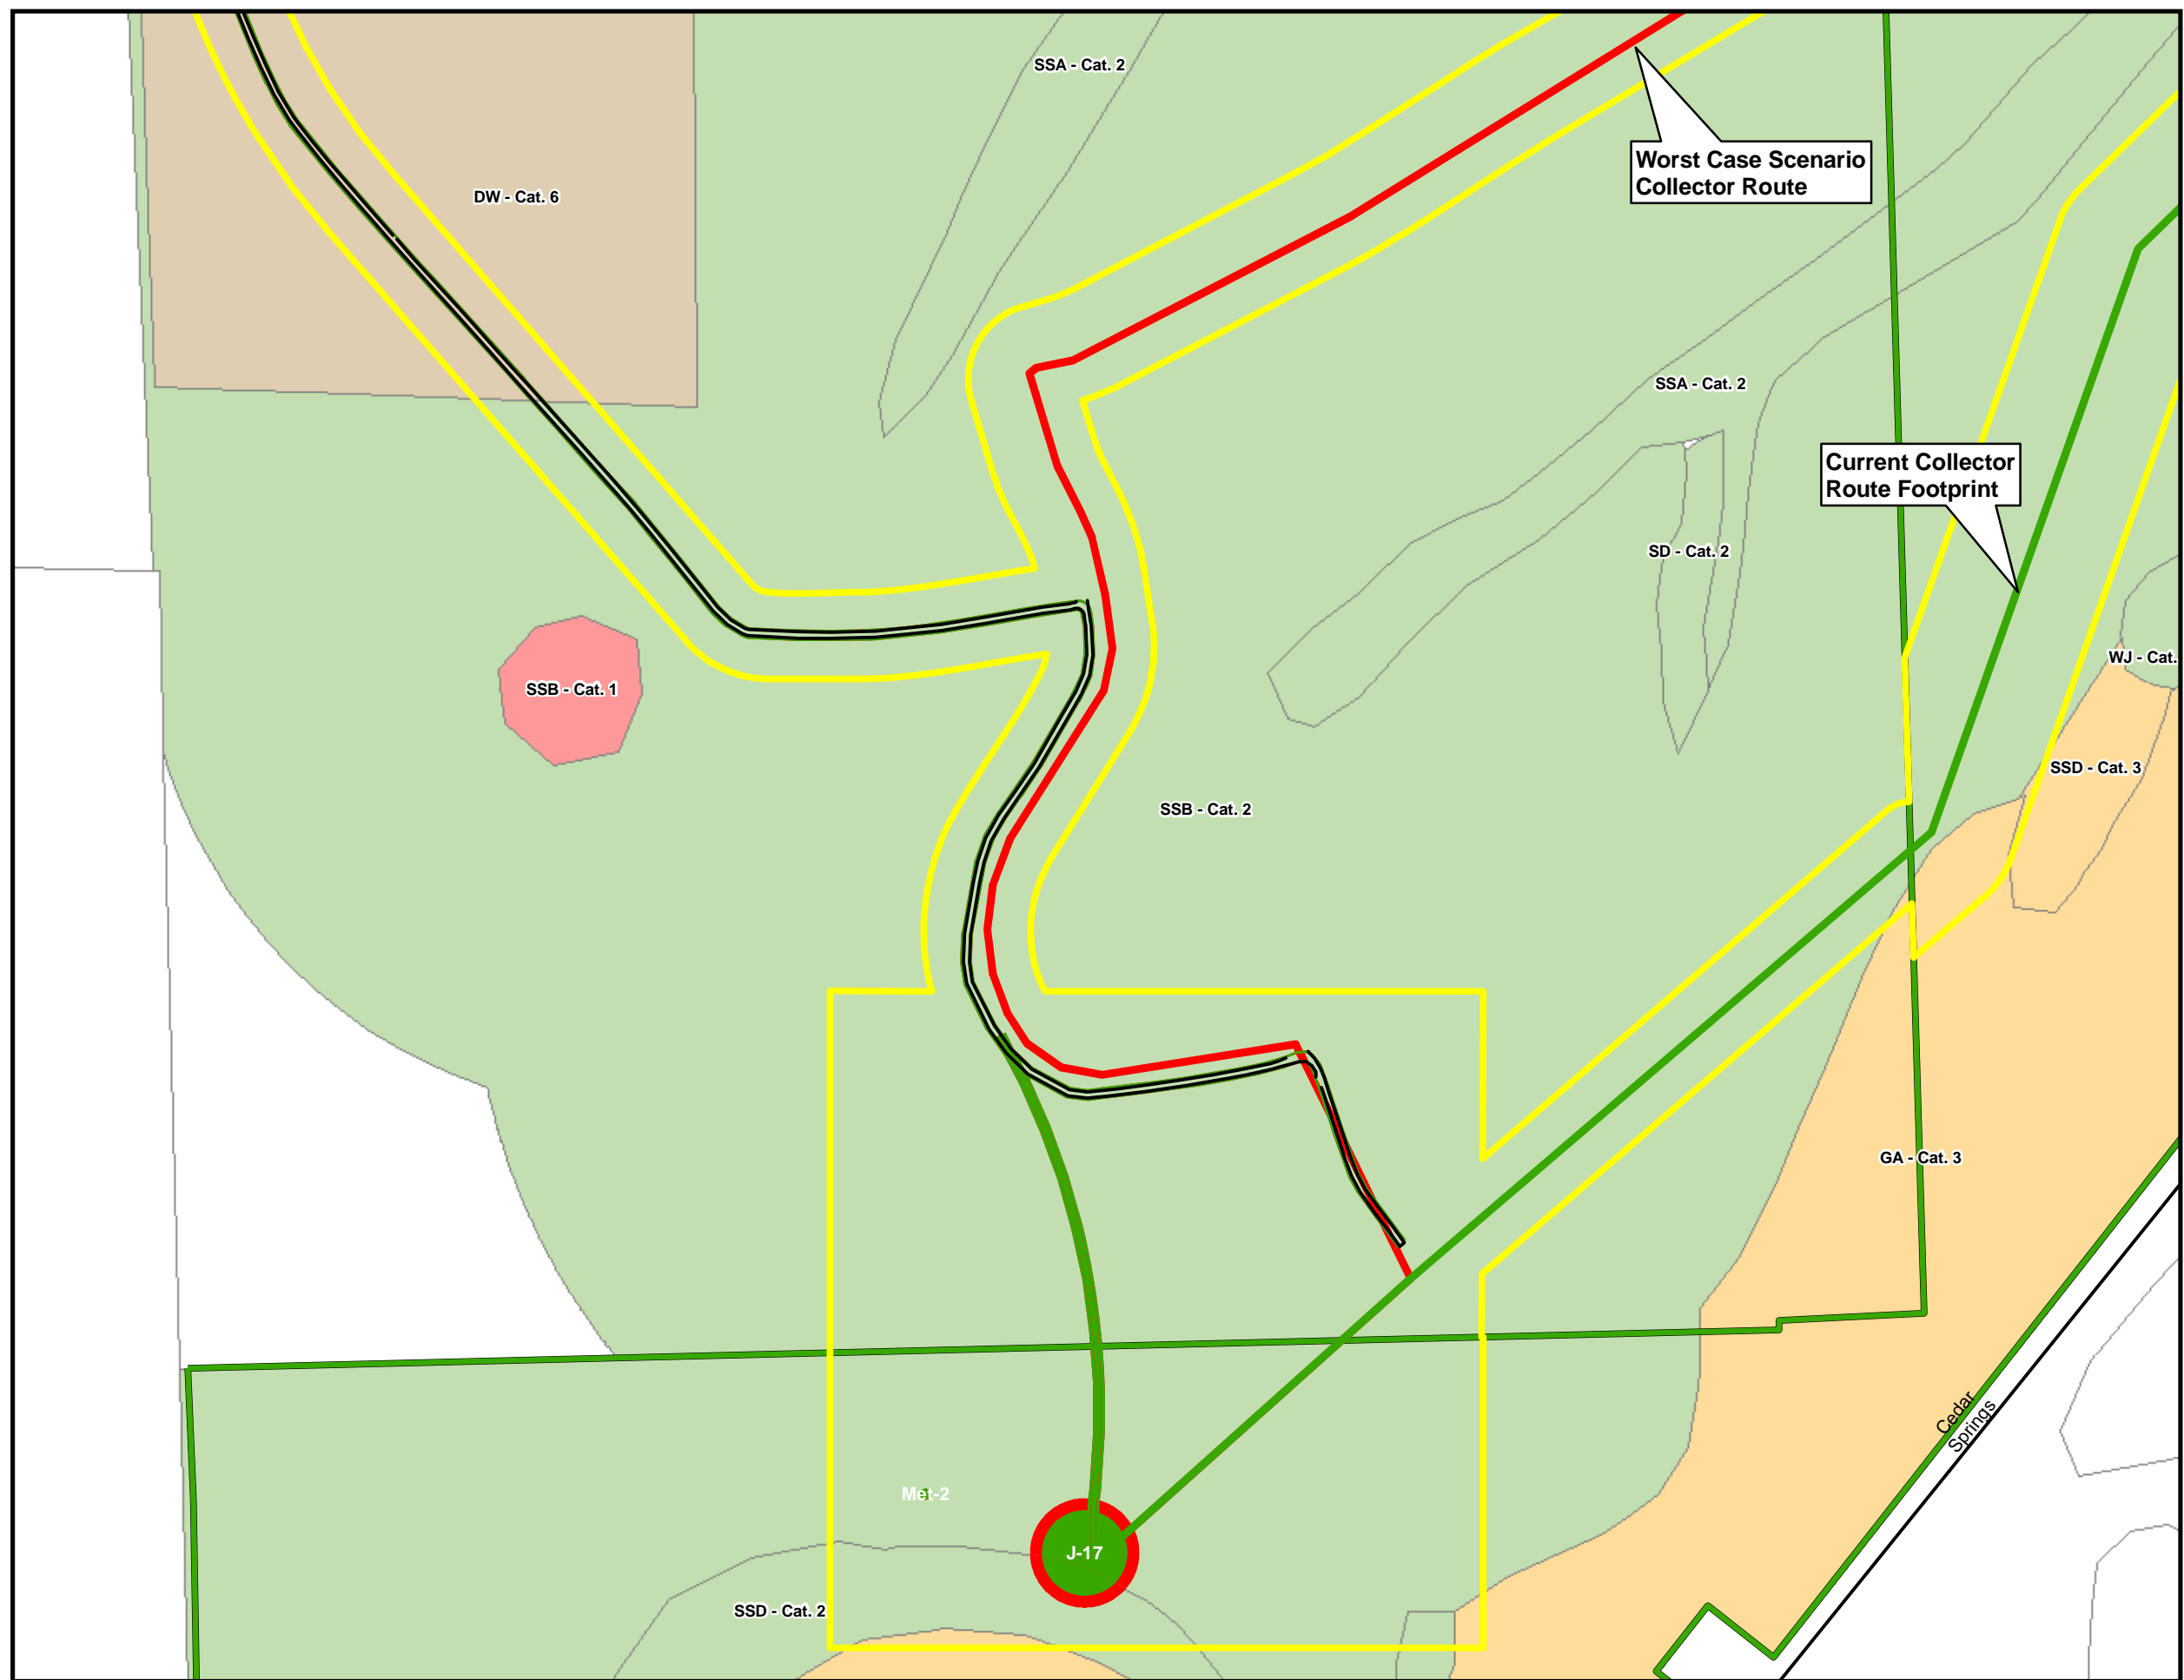 SSA - Cat. 2
Worst Case Scenario
Collector Route
DW - Cat. 6
SSA - Cat. 2
Current Collector
Route Footprint
SD - Cat. 2
WJ - Cat.
SSB - Cat. 1
SSD - Cat. 3
SSB - Cat. 2
GA - Cat. 3
Cedar
Springs
Met-2
J-17
SSD - Cat. 2